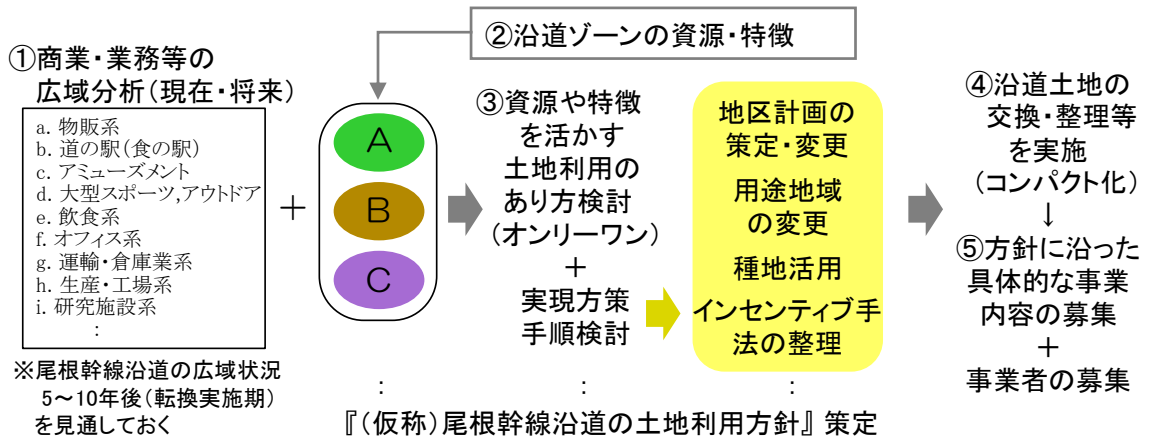 ②沿道ゾーンの資源・特徴
①商業・業務等の
広域分析(現在・将来)
a. 物販系
b. 道の駅(食の駅)
c. アミューズメント
d. 大型スポーツ,アウトドア
e. 飲食系
f. オフィス系
g. 運輸・倉庫業系
h. 生産・工場系
i. 研究施設系
:
※尾根幹線沿道の広域状況
5～10年後(転換実施期)
を見通しておく
+
A
B
C
③資源や特徴
を活かす
土地利用の
あり方検討
(オンリーワン)
+
実現方策
手順検討
地区計画の
策定・変更
用途地域
の変更
種地活用
インセンティブ手
法の整理
④沿道土地の
交換・整理等
を実施
(コンパクト化)
↓
⑤方針に沿った
具体的な事業
内容の募集
+
事業者の募集
: : :
『(仮称)尾根幹線沿道の土地利用方針』 策定